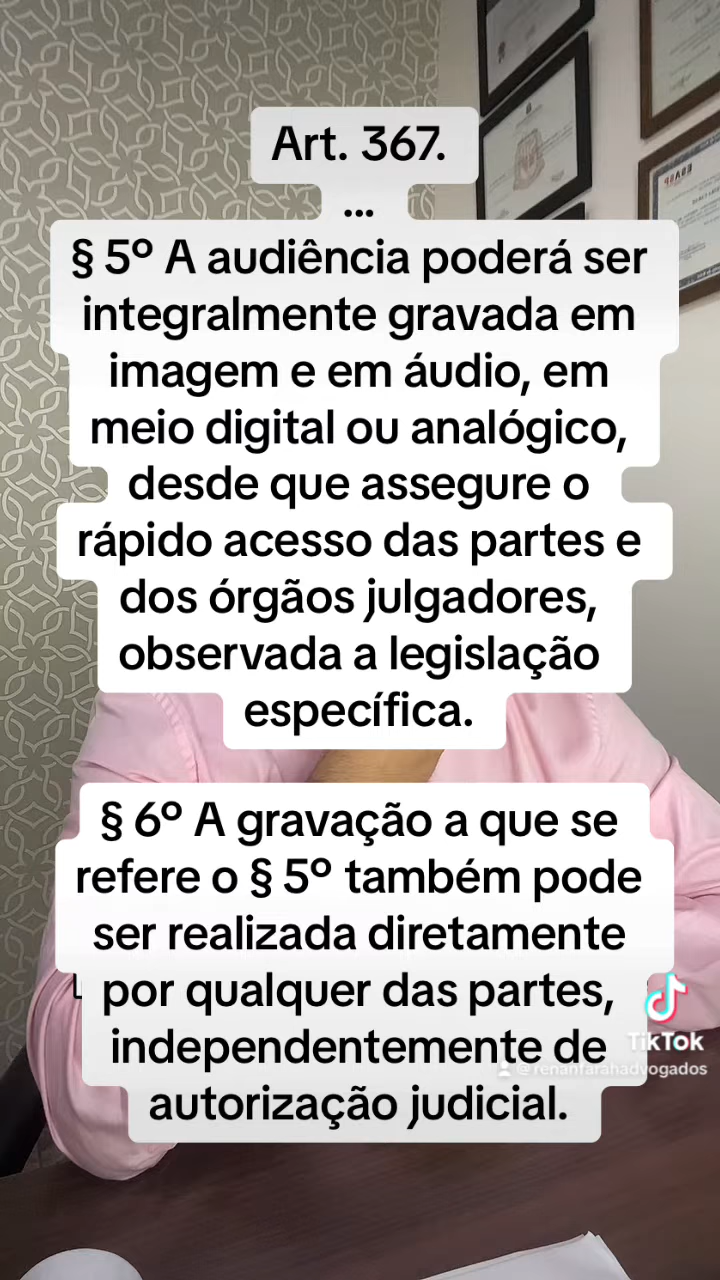 Art. 367.
...
§ 5º A audiência poderá ser
integralmente gravada em
imagem e em áudio, em
meio digital ou analógico,
desde que assegure o
rápido acesso das partes e
dos órgãos julgadores,
observada a legislação
específica.
§ 6º A gravação a que se
refere o § 5º também pode
ser realizada diretamente
por qualquer das partes,
independentemente de
autorização judicial.
TikTok
@renanfarahadvogados